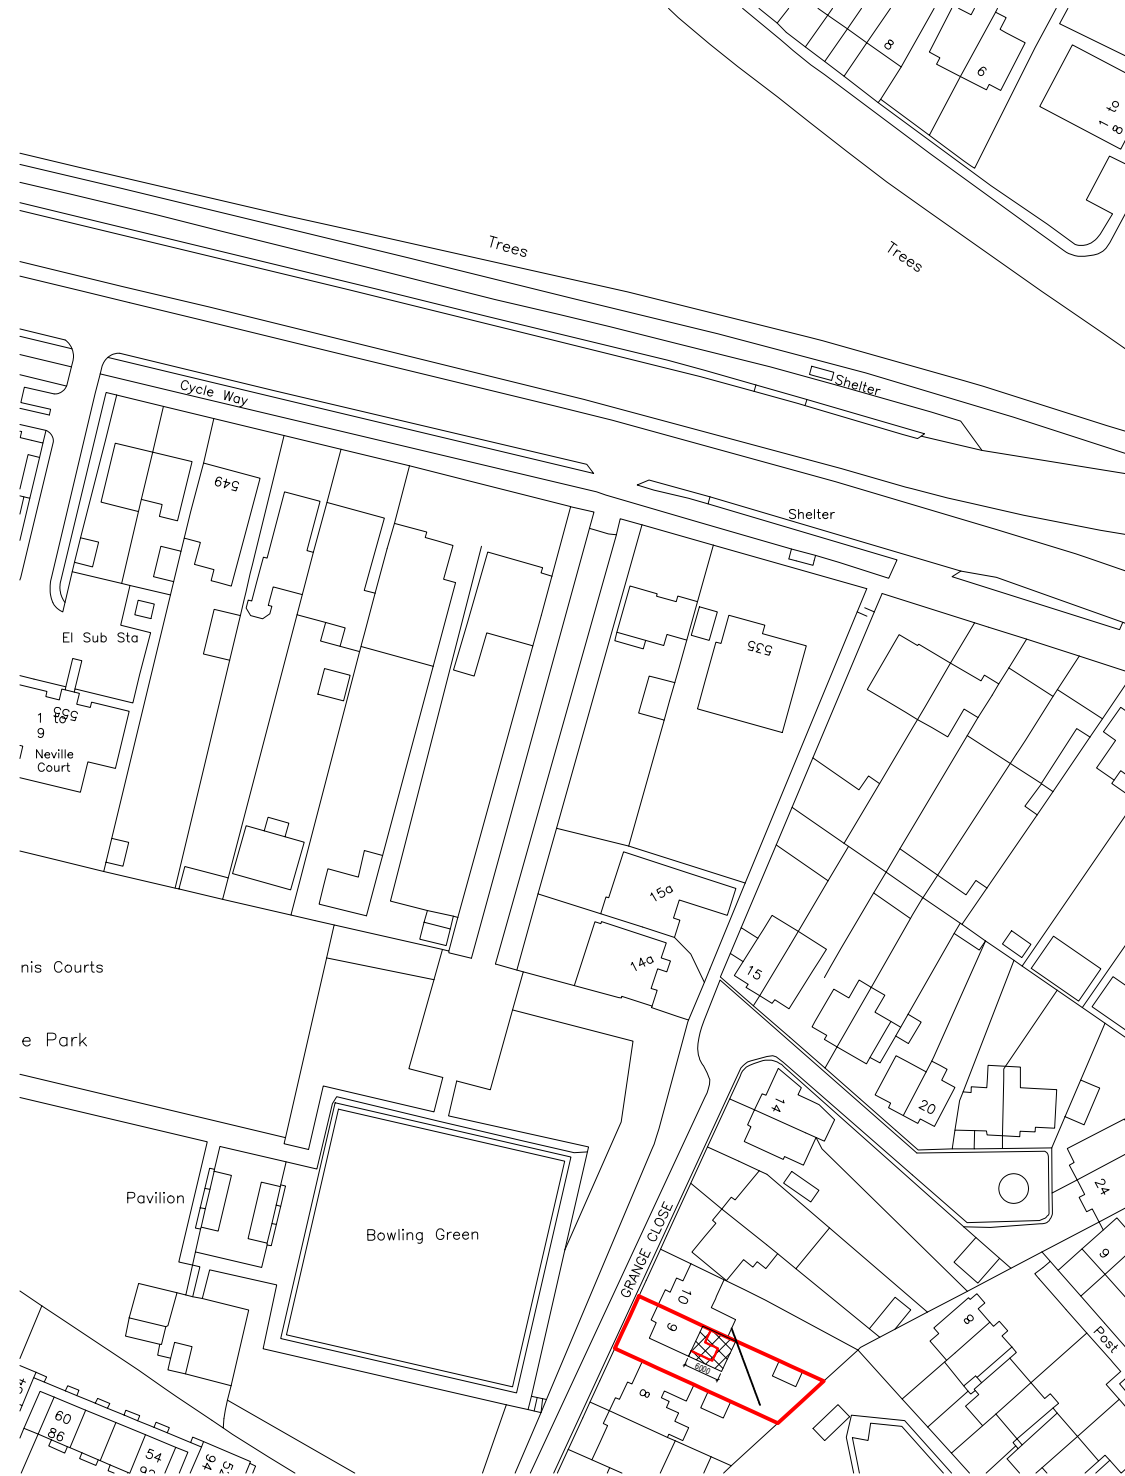 8
6
1 to
8
Trees
Trees
Shelter
Cycle Way
549
Shelter
El Sub Sta
535
555
1 to
9
Neville
Court
15a
14a
nis Courts
15
e Park
20
14
24
Pavilion
Bowling Green
GRANGE CLOSE
9
10
9
8
Post
6000
8
60
86
54
94